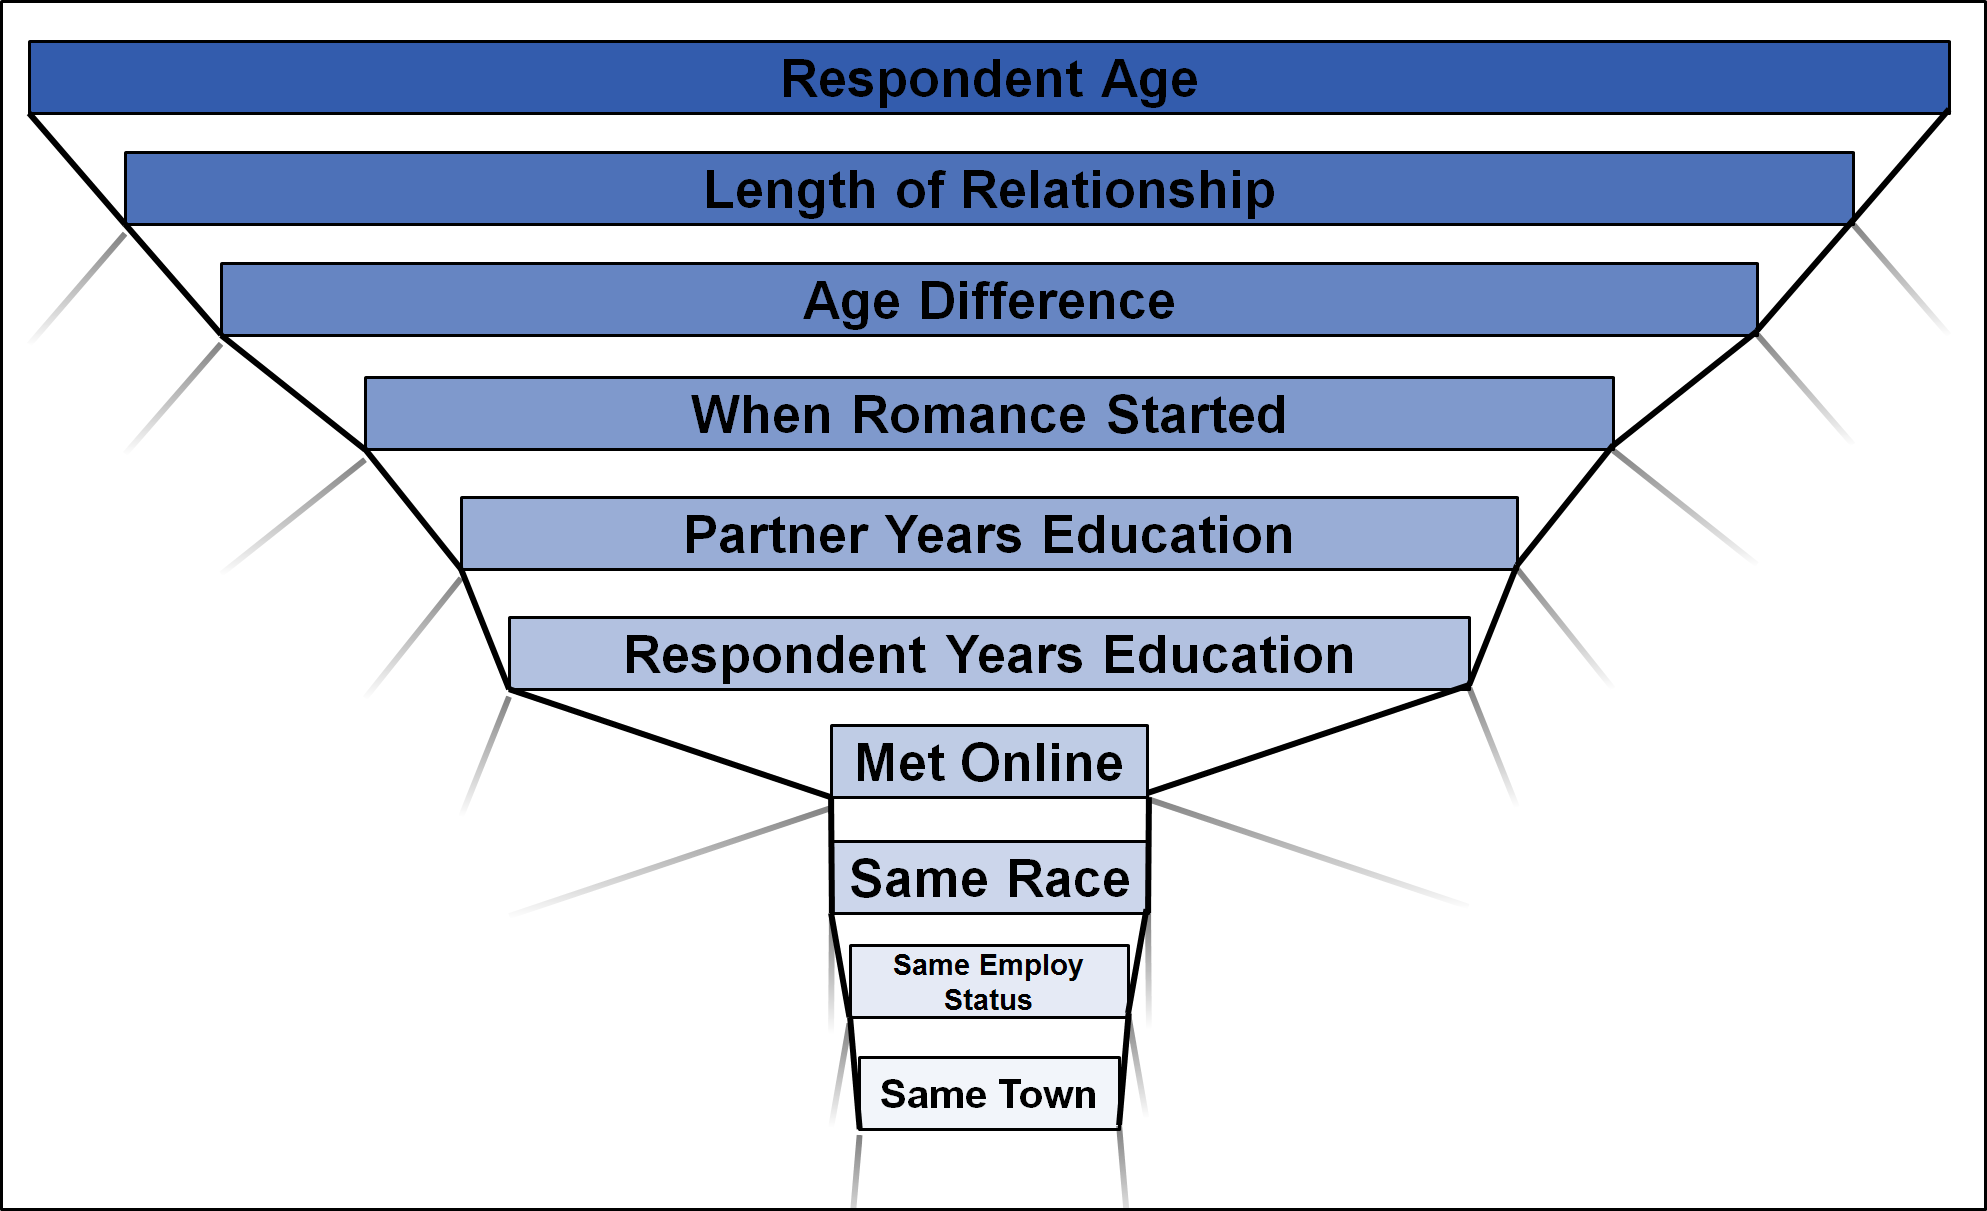 Respondent Age
Length of Relationship
Age Difference
When Romance Started
Partner Years Education
Respondent Years Education
Met Online
Same Race
Same Employ
Status
Same Town